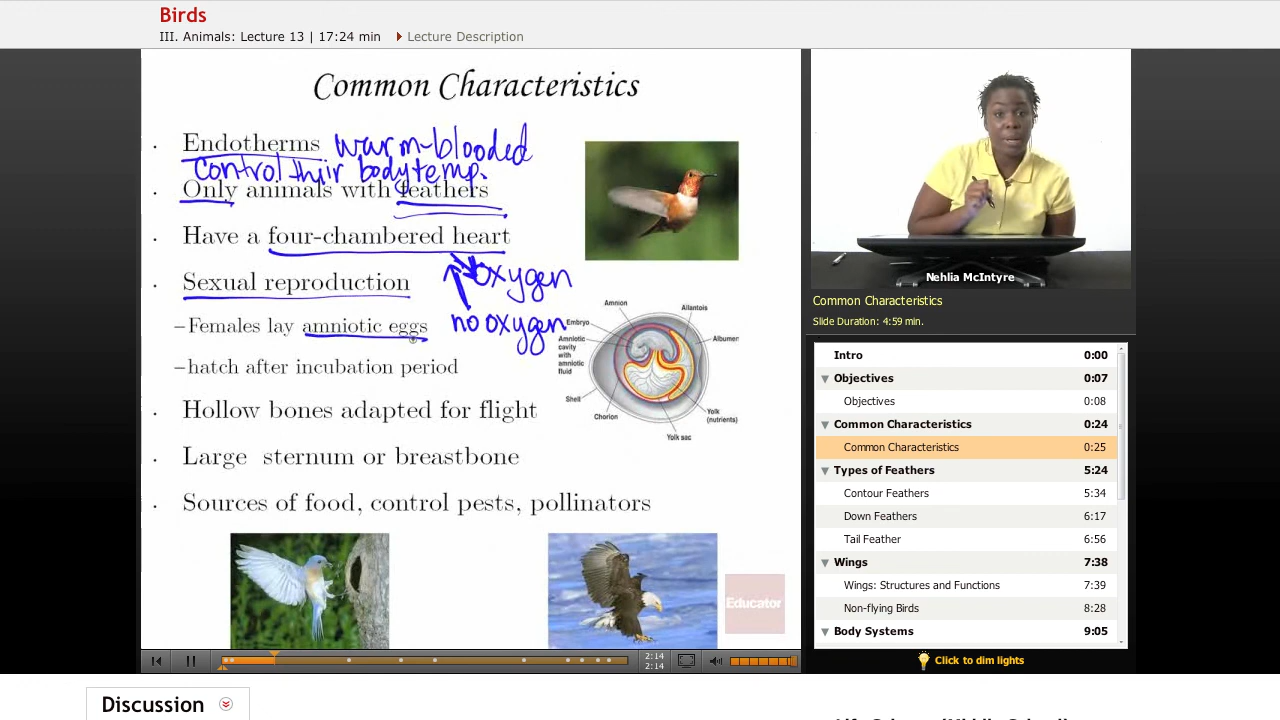 Birds
III. Animals: Lecture 13 | 17:24 min
Lecture Description
Common Characteristics
Endotherms warm-blooded
control their body temp.
Only animals with feathers
Have a four-chambered heart
Sexual reproduction
oxygen
–Females lay amniotic eggs
no oxygen
–hatch after incubation period
Hollow bones adapted for flight
Large sternum or breastbone
Sources of food, control pests, pollinators
Amnion
Allantois
Embryo
Albumen
Amniotic
cavity
with
amniotic
fluid
Shell
Chorion
Yolk
(nutrients)
Yolk sac
Educator
2:14
2:14
Nehlia McIntyre
Common Characteristics
Slide Duration: 4:59 min.
Intro 0:00
Objectives 0:07
Objectives 0:08
Common Characteristics 0:24
Common Characteristics 0:25
Types of Feathers 5:24
Contour Feathers 5:34
Down Feathers 6:17
Tail Feather 6:56
Wings 7:38
Wings: Structures and Functions 7:39
Non-flying Birds 8:28
Body Systems 9:05
Click to dim lights
Discussion